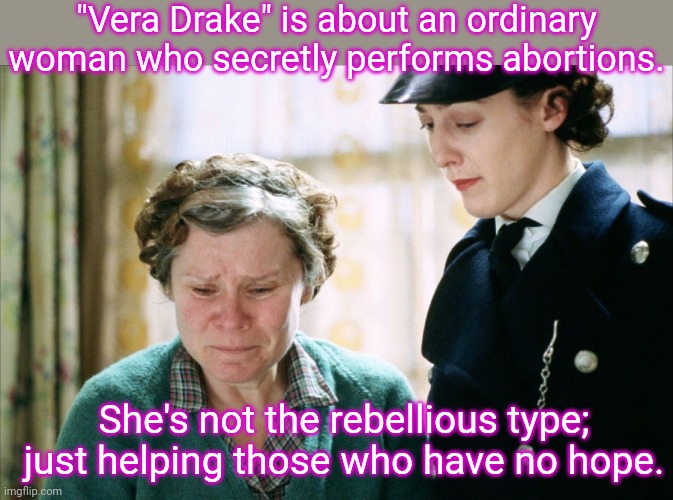 "Vera Drake" is about an ordinary
woman who secretly performs abortions.
She's not the rebellious type;
just helping those who have no hope.
imgflip.com